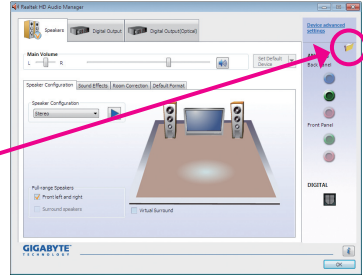 Realtek HD Audio Manager
Speakers
Digital Output
Digital Output(Optical)
Device advanced
settings
Main Volume
L
R
Set Default
Device
Back Panel
Speaker Configuration
Sound Effects
Room Correction
Default Format
Speaker Configuration
Stereo
Front Panel
Full-range Speakers
Front left and right
Surround speakers
Virtual Surround
DIGITAL
GIGABYTE
TECHNOLOGY
OK